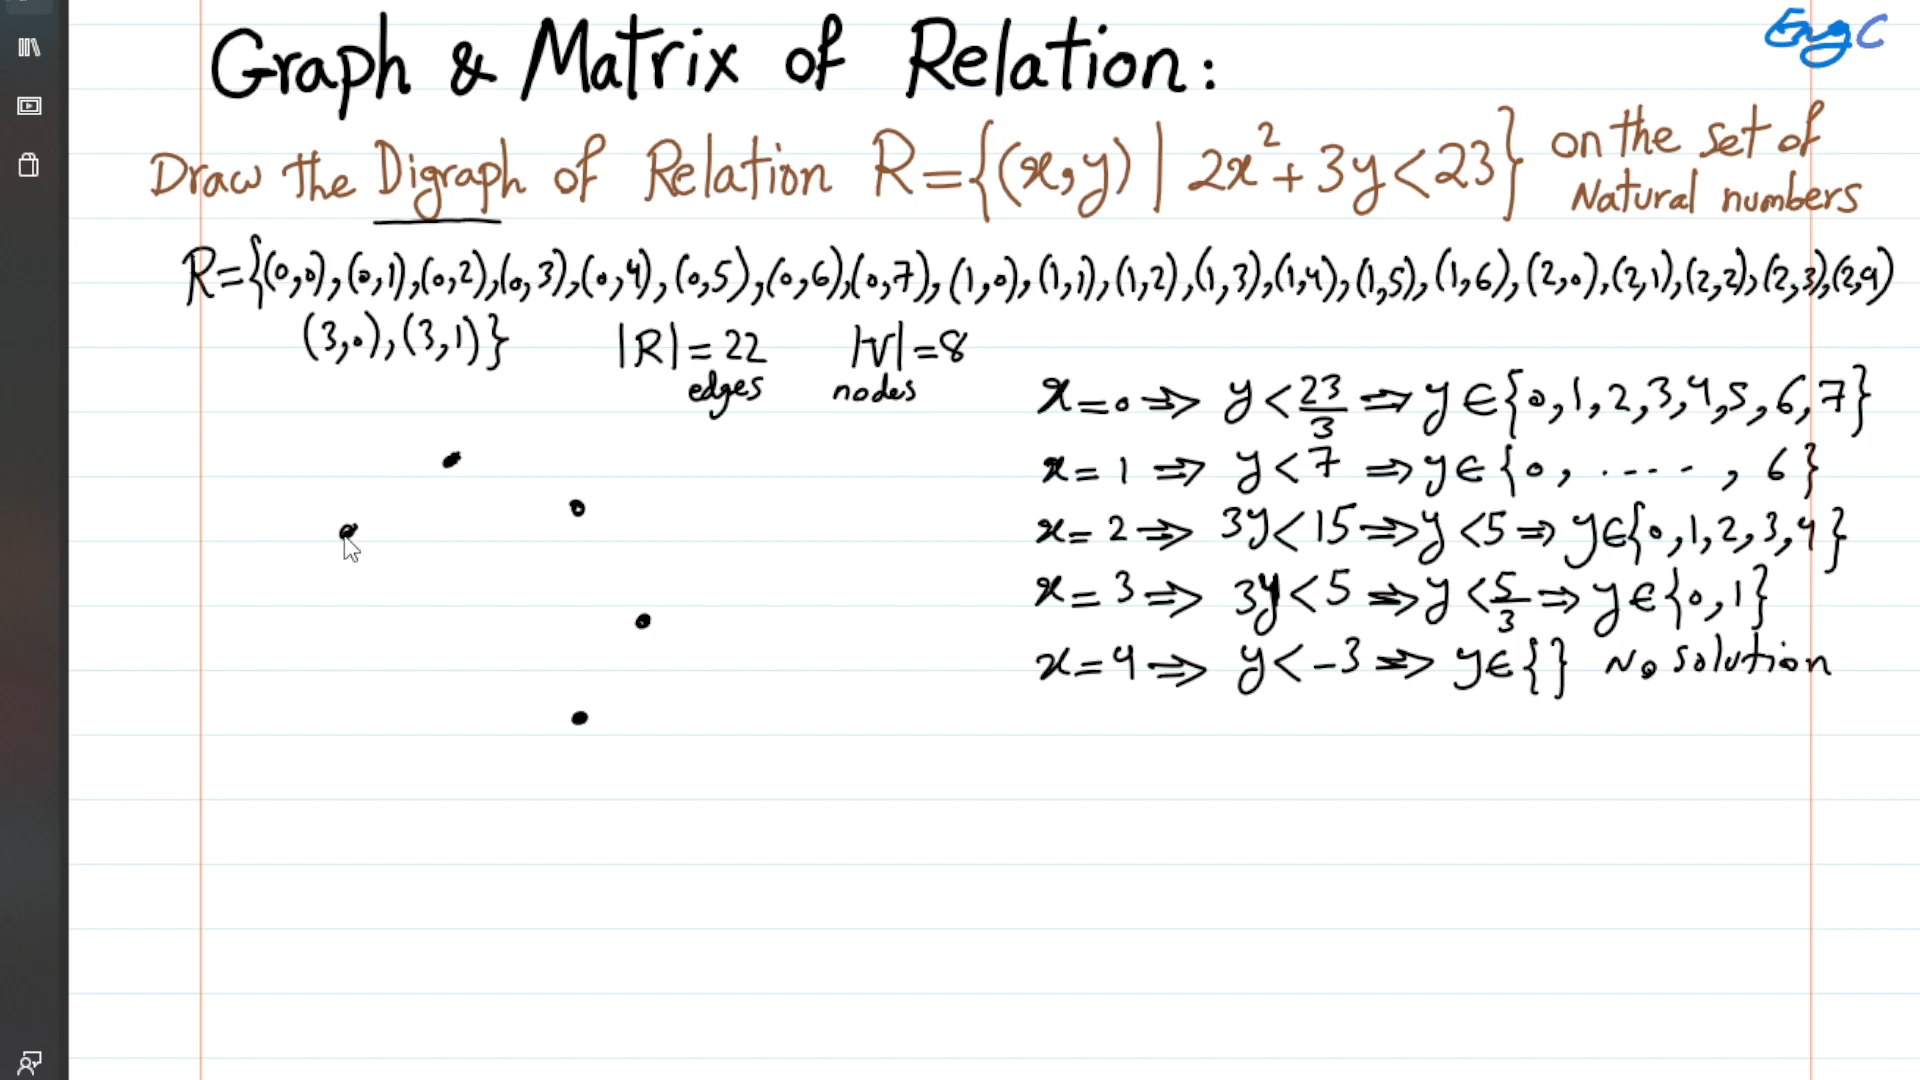 EngC
Graph & Matrix of Relation:
Draw the Digraph of Relation R={(x,y) | 2x²+3y<23} on the set of Natural numbers
R={(0,0),(0,1),(0,2),(0,3),(0,4),(0,5),(0,6),(0,7),(1,0),(1,1),(1,2),(1,3),(1,4),(1,5),(1,6),(2,0),(2,1),(2,2),(2,3),(2,4)
(3,0),(3,1)} |R|=22 |V|=8
edges nodes
x=0 ⇒ y<23/3 ⇒ y∈{0,1,2,3,4,5,6,7}
x=1 ⇒ y<7 ⇒ y∈{0, ....., 6}
x=2 ⇒ 3y<15 ⇒ y<5 ⇒ y∈{0,1,2,3,4}
x=3 ⇒ 3y<5 ⇒ y<5/3 ⇒ y∈{0,1}
x=4 ⇒ y<-3 ⇒ y∈{} No solution